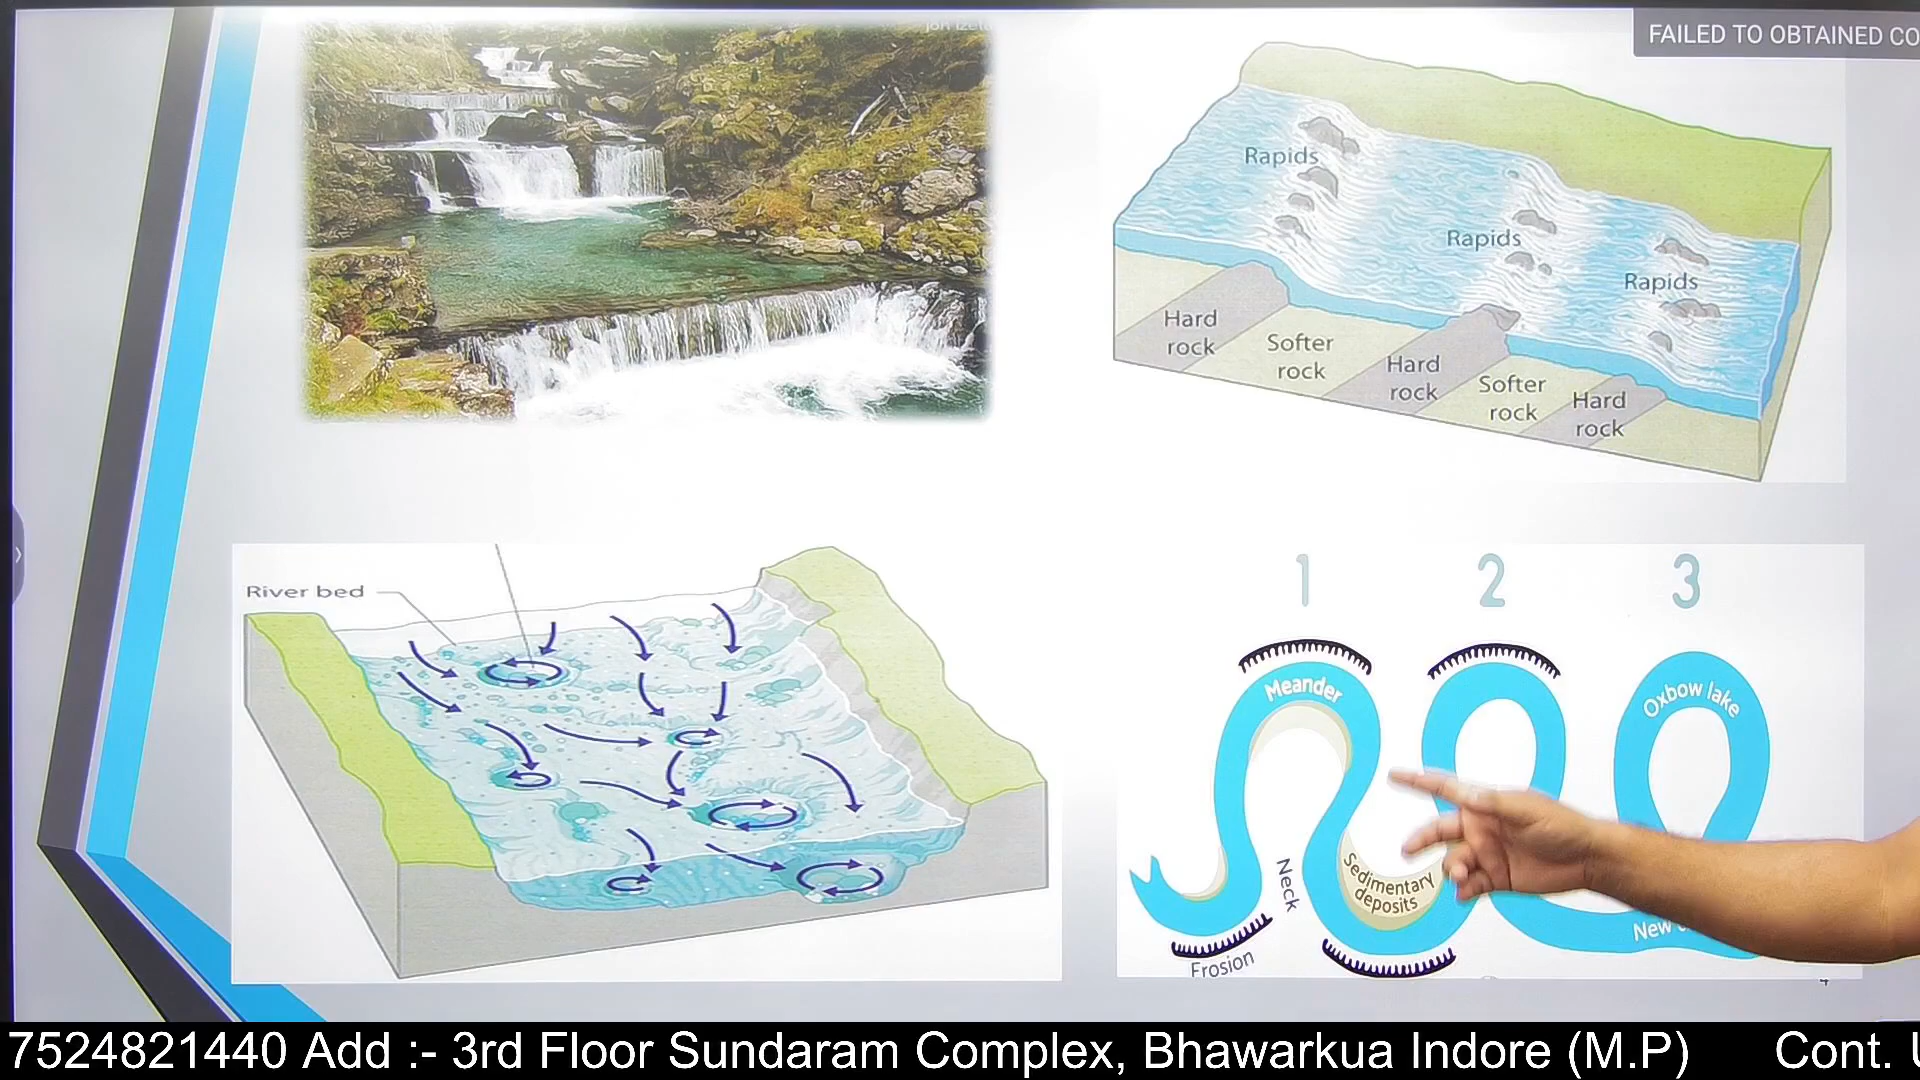 FAILED TO OBTAINED CO
Rapids
Rapids
Rapids
Hard
rock
Softer
rock
Hard
rock
Softer
rock
Hard
rock
River bed
1
2
3
Meander
Oxbow lake
Neck
Sedimentary
deposits
Erosion
New
4
7524821440 Add :- 3rd Floor Sundaram Complex, Bhawarkua Indore (M.P)
Cont.